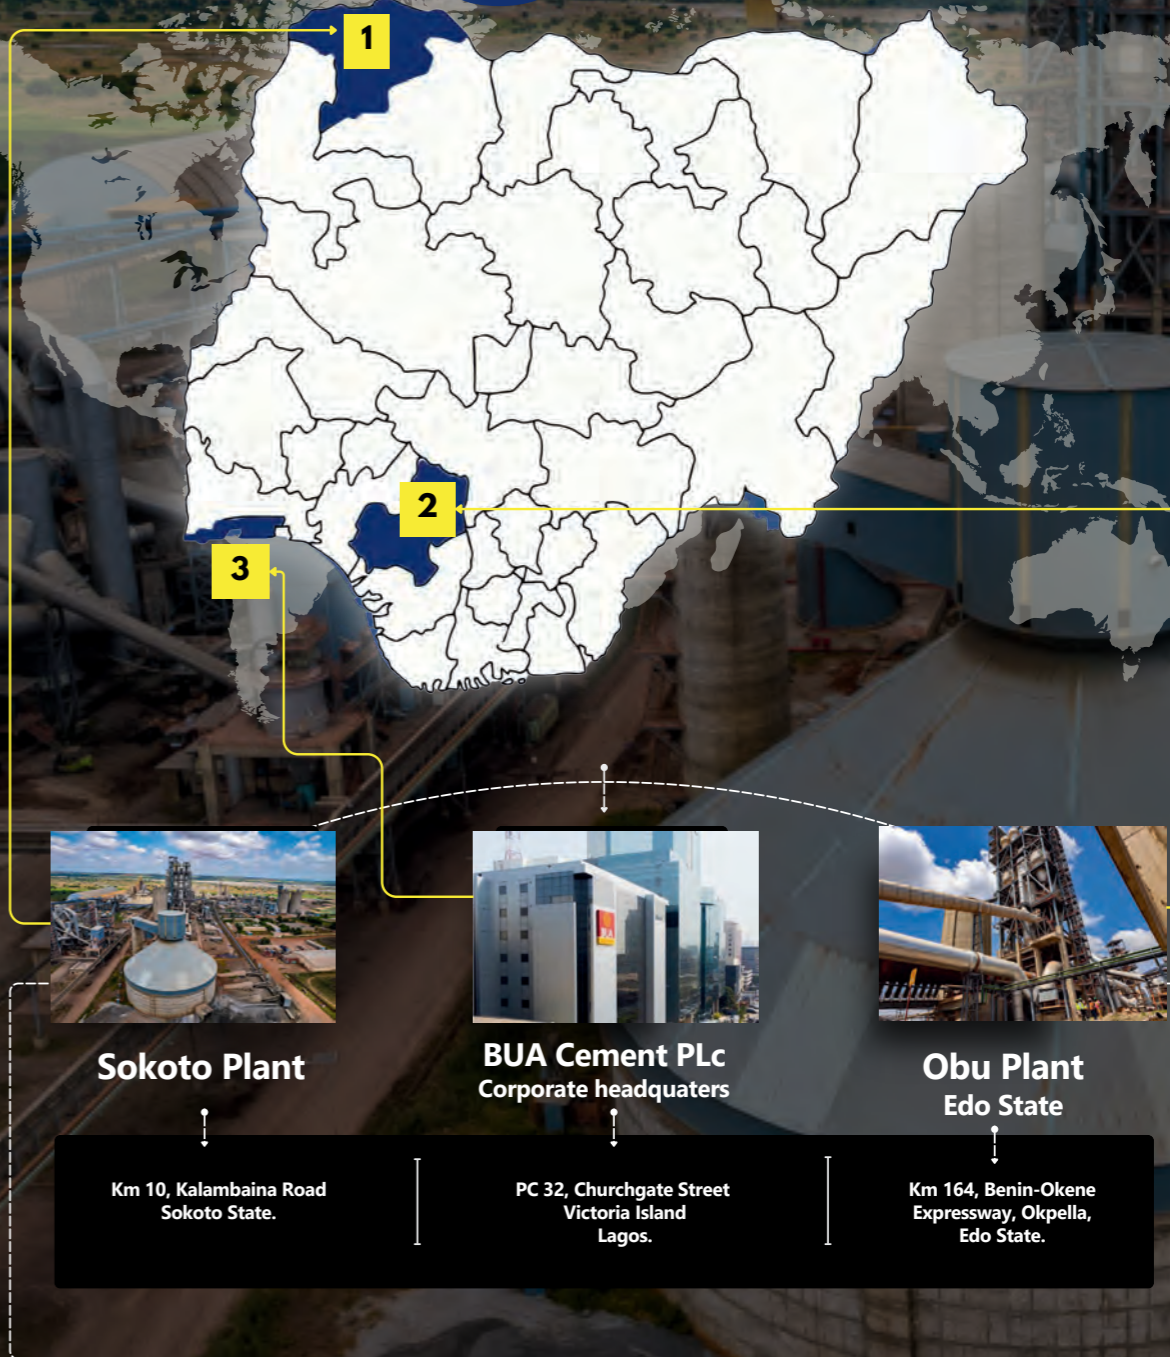 1
2
3
Sokoto Plant
Km 10, Kalambaina Road
Sokoto State.
BUA Cement PLc
Corporate headquaters
PC 32, Churchgate Street
Victoria Island
Lagos.
Obu Plant
Edo State
Km 164, Benin-Okene
Expressway, Okpella,
Edo State.